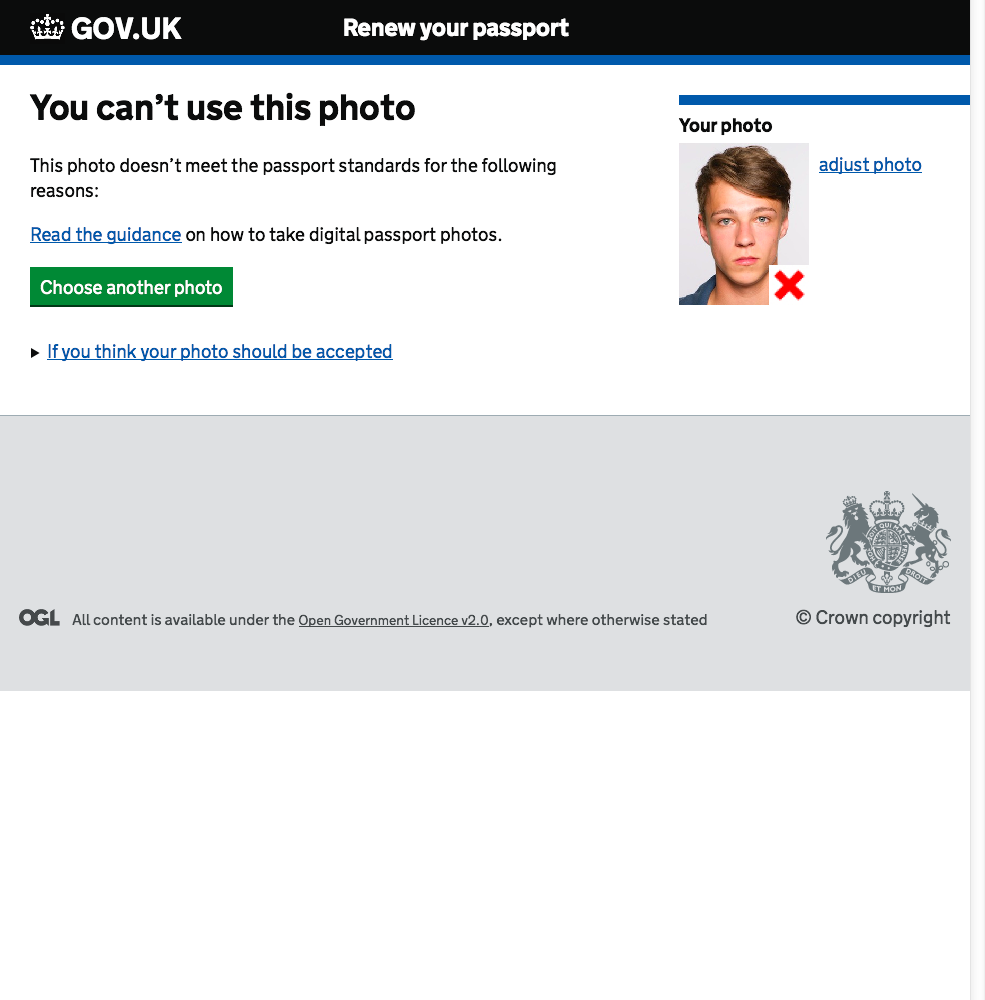 GOV.UK
Renew your passport
You can’t use this photo
This photo doesn’t meet the passport standards for the following
reasons:
Read the guidance on how to take digital passport photos.
Choose another photo
If you think your photo should be accepted
Your photo
adjust photo
DIEU ET MON DROIT
OGL All content is available under the Open Government Licence v2.0, except where otherwise stated
© Crown copyright